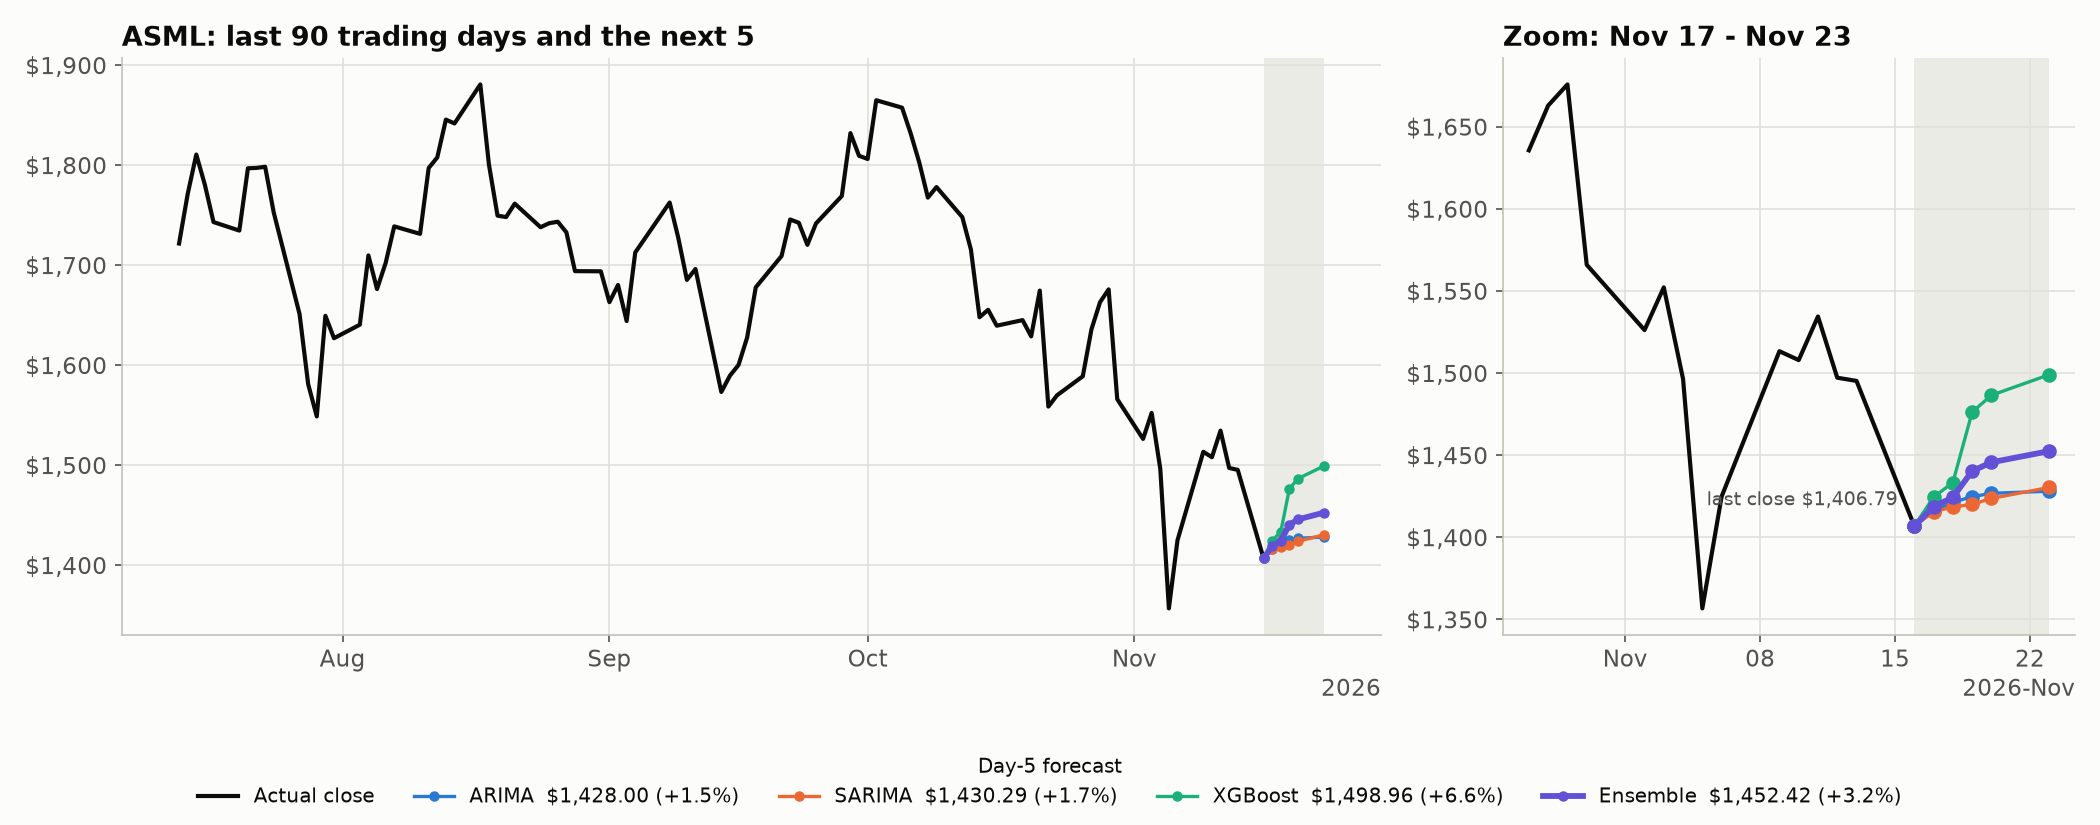 ASML: last 90 trading days and the next 5
$1,900
$1,800
$1,700
$1,600
$1,500
$1,400
Aug Sep Oct Nov
2026
Zoom: Nov 17 - Nov 23
$1,650
$1,600
$1,550
$1,500
$1,450
$1,400
$1,350
last close $1,406.79
Nov 08 15 22
2026-Nov
Day-5 forecast
Actual close ARIMA $1,428.00 (+1.5%) SARIMA $1,430.29 (+1.7%) XGBoost $1,498.96 (+6.6%) Ensemble $1,452.42 (+3.2%)